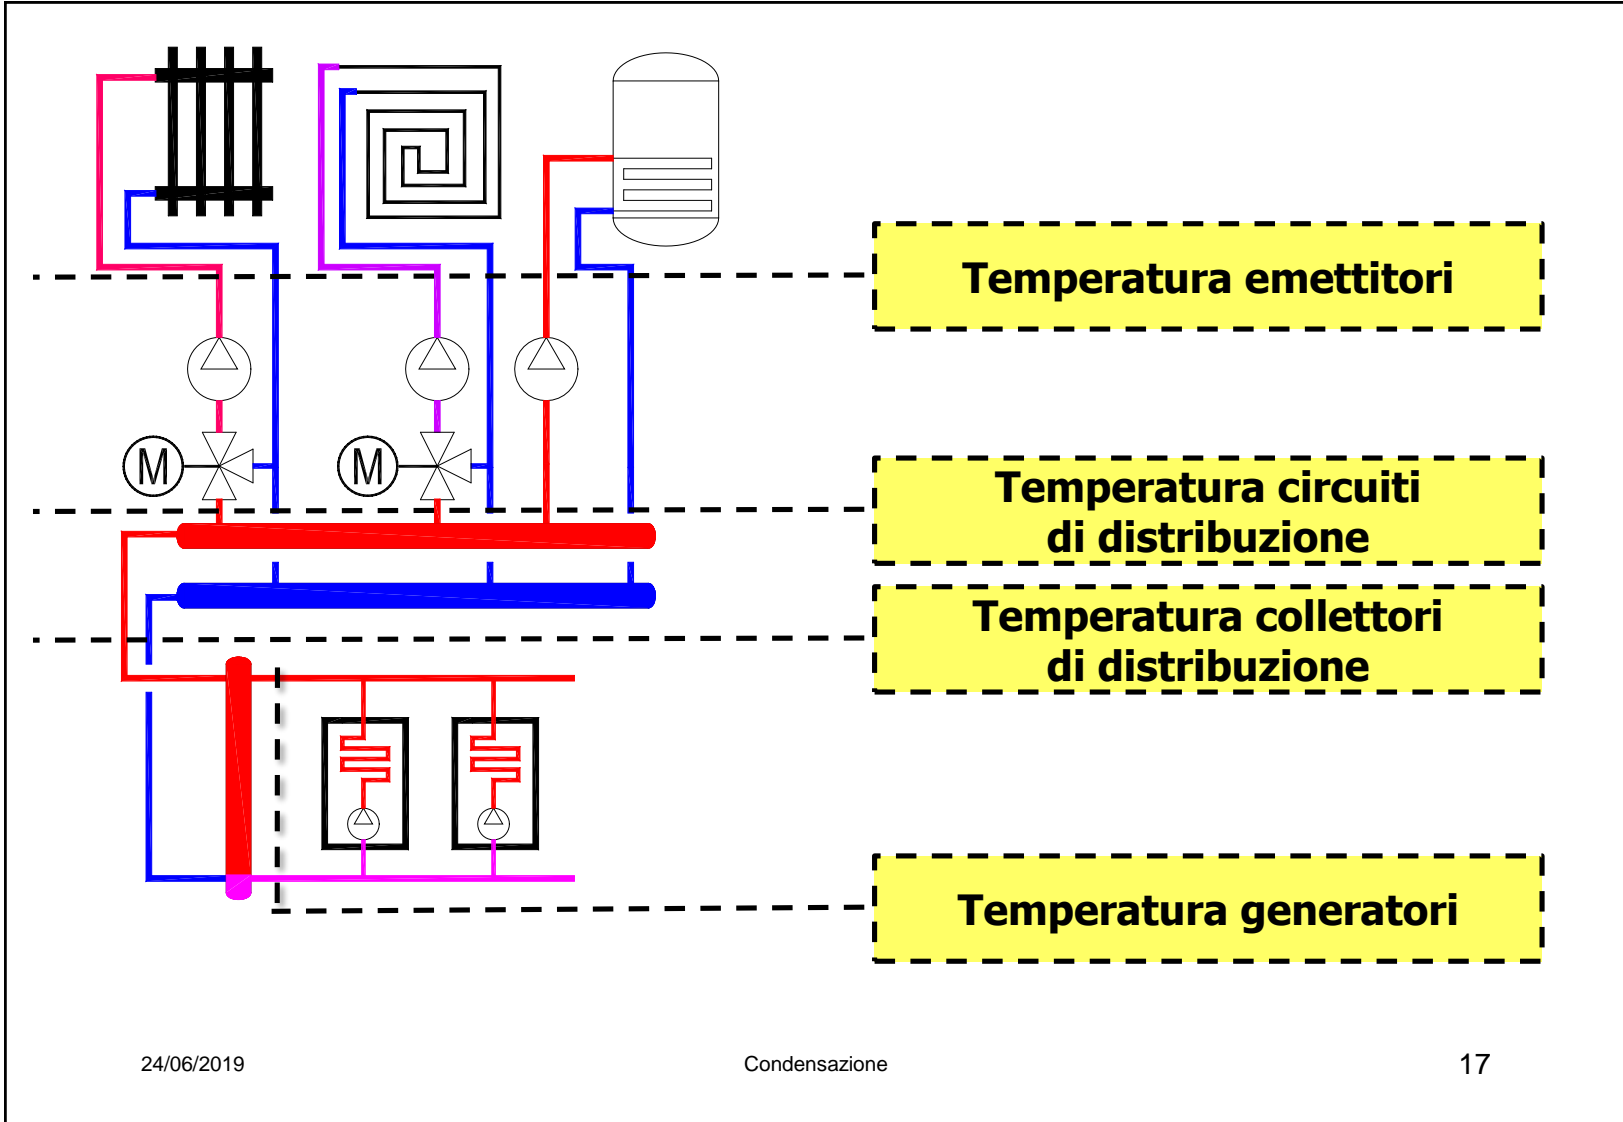 Temperatura emettitori
M
M
Temperatura circuiti
di distribuzione
Temperatura collettori
di distribuzione
Temperatura generatori
24/06/2019
Condensazione
17